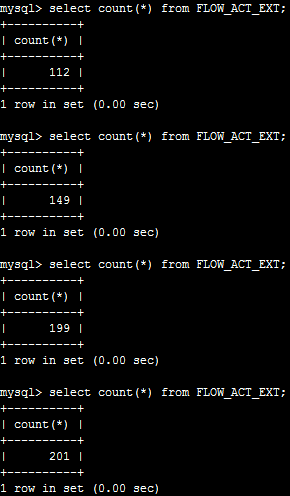 mysql> select count(*) from FLOW_ACT_EXT;
+----------+
| count(*) |
+----------+
|      112 |
+----------+
1 row in set (0.00 sec)
mysql> select count(*) from FLOW_ACT_EXT;
+----------+
| count(*) |
+----------+
|      149 |
+----------+
1 row in set (0.00 sec)
mysql> select count(*) from FLOW_ACT_EXT;
+----------+
| count(*) |
+----------+
|      199 |
+----------+
1 row in set (0.00 sec)
mysql> select count(*) from FLOW_ACT_EXT;
+----------+
| count(*) |
+----------+
|      201 |
+----------+
1 row in set (0.00 sec)